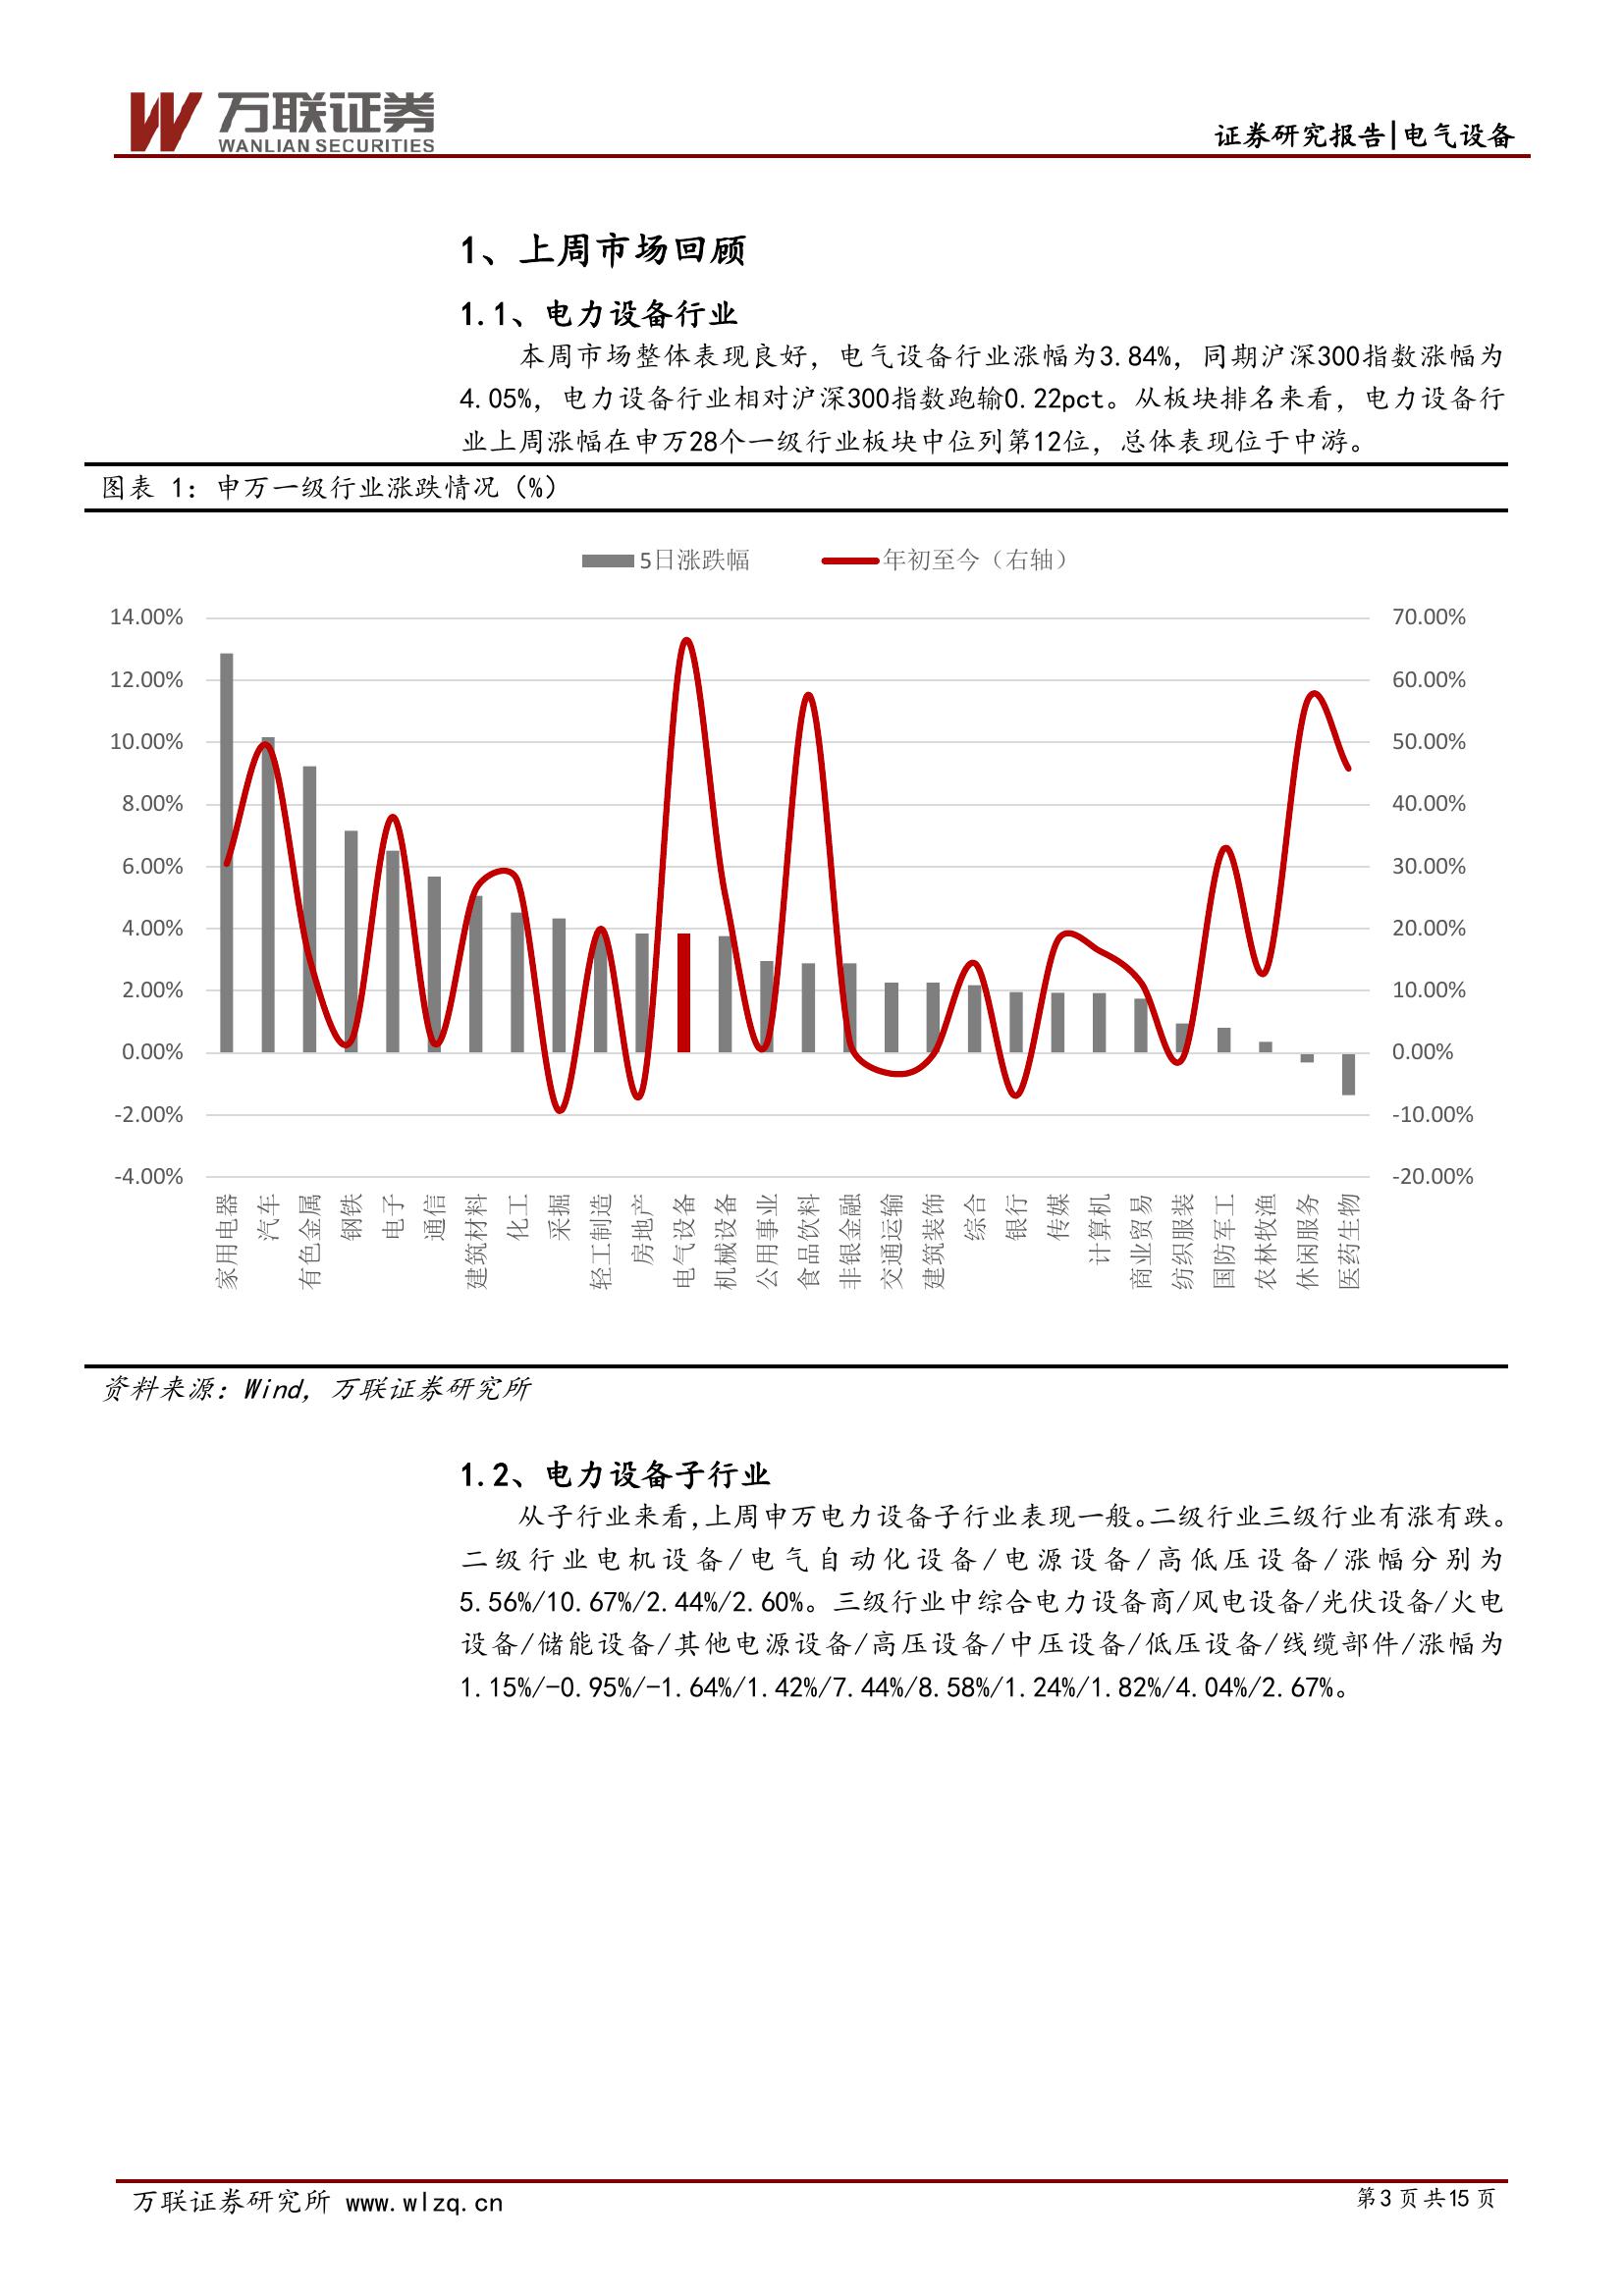 万联证券
WANLIAN SECURITIES
证券研究报告|电气设备
1、上周市场回顾
1.1、电力设备行业
本周市场整体表现良好，电气设备行业涨幅为3.84%，同期沪深300指数涨幅为
4.05%，电力设备行业相对沪深300指数跑输0.22pct。从板块排名来看，电力设备行
业上周涨幅在申万28个一级行业板块中位列第12位，总体表现位于中游。
图表 1：申万一级行业涨跌情况（%）
5日涨跌幅 年初至今（右轴）
14.00% 70.00%
12.00% 60.00%
10.00% 50.00%
8.00% 40.00%
6.00% 30.00%
4.00% 20.00%
2.00% 10.00%
0.00% 0.00%
-2.00% -10.00%
-4.00% -20.00%
家用电器
汽车
有色金属
钢铁
电子
通信
建筑材料
化工
采掘
轻工制造
房地产
电气设备
机械设备
公用事业
食品饮料
非银金融
交通运输
建筑装饰
综合
银行
传媒
计算机
商业贸易
纺织服装
国防军工
农林牧渔
休闲服务
医药生物
资料来源：Wind，万联证券研究所
1.2、电力设备子行业
从子行业来看,上周申万电力设备子行业表现一般。二级行业三级行业有涨有跌。
二级行业电机设备/电气自动化设备/电源设备/高低压设备/涨幅分别为
5.56%/10.67%/2.44%/2.60%。三级行业中综合电力设备商/风电设备/光伏设备/火电
设备/储能设备/其他电源设备/高压设备/中压设备/低压设备/线缆部件/涨幅为
1.15%/-0.95%/-1.64%/1.42%/7.44%/8.58%/1.24%/1.82%/4.04%/2.67%。
万联证券研究所 www.wlzq.cn
第3页共15页